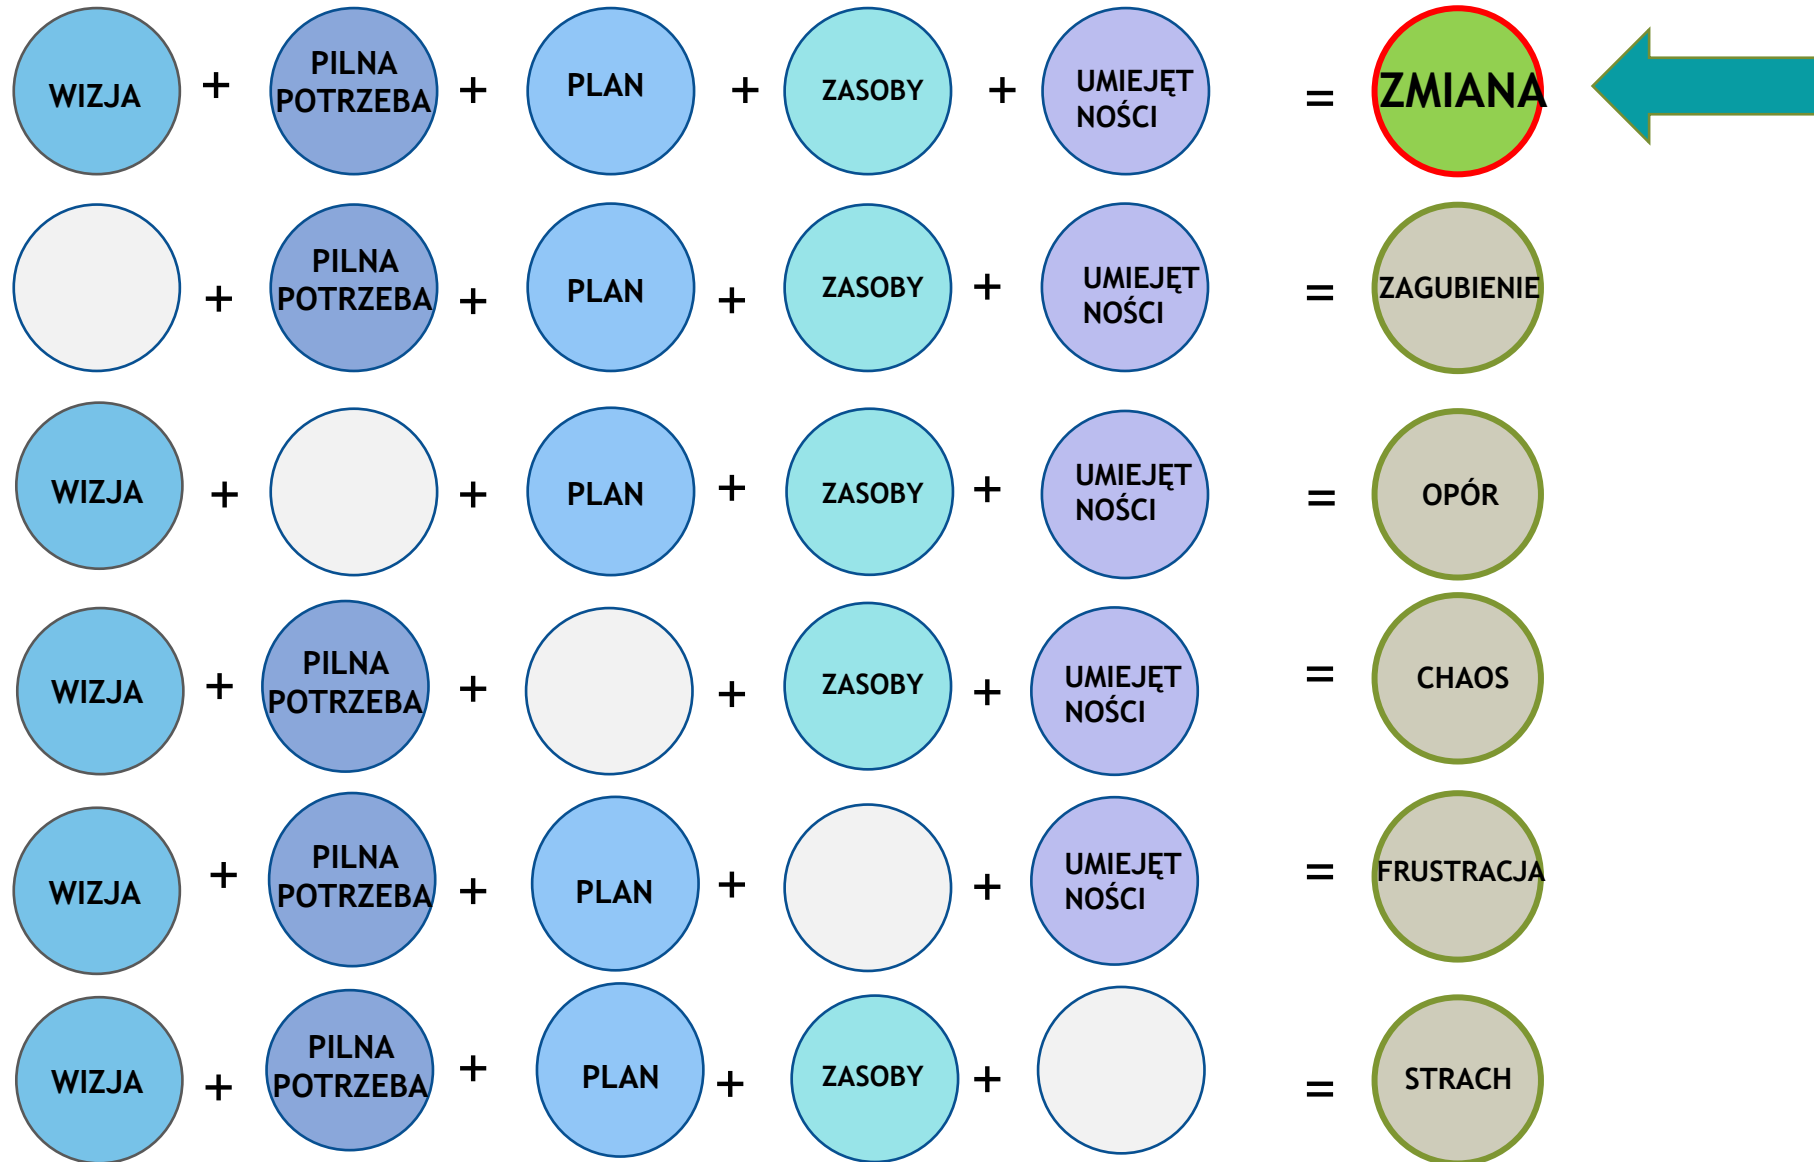 WIZJA + PILNA POTRZEBA + PLAN + ZASOBY + UMIEJĘT NOŚCI = ZMIANA
+ PILNA POTRZEBA + PLAN + ZASOBY + UMIEJĘT NOŚCI = ZAGUBIENIE
WIZJA + + PLAN + ZASOBY + UMIEJĘT NOŚCI = OPÓR
WIZJA + PILNA POTRZEBA + + ZASOBY + UMIEJĘT NOŚCI = CHAOS
WIZJA + PILNA POTRZEBA + PLAN + + UMIEJĘT NOŚCI = FRUSTRACJA
WIZJA + PILNA POTRZEBA + PLAN + ZASOBY + = STRACH